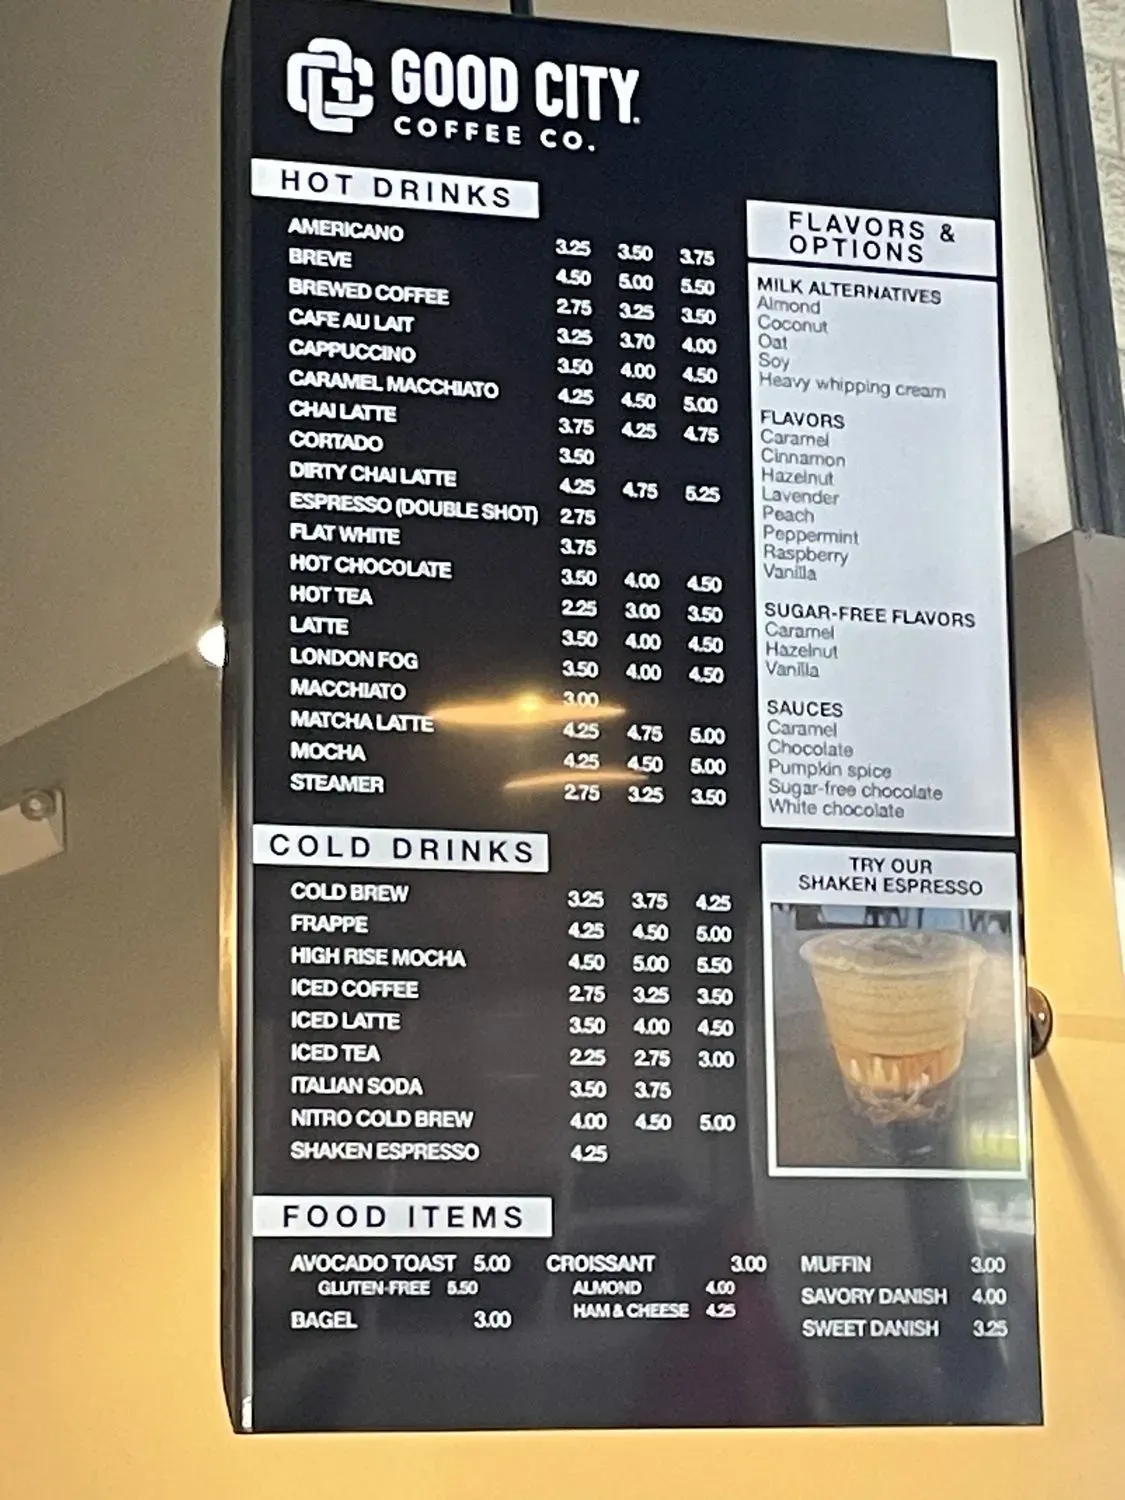 GOOD CITY.
COFFEE CO.
HOT DRINKS
AMERICANO 3.25 3.50 3.75
BREVE 4.50 5.00 5.50
BREWED COFFEE 2.75 3.25 3.50
CAFE AU LAIT 3.25 3.70 4.00
CAPPUCCINO 3.50 4.00 4.50
CARAMEL MACCHIATO 4.25 4.50 5.00
CHAI LATTE 3.75 4.25 4.75
CORTADO 3.50
DIRTY CHAI LATTE 4.25 4.75 5.25
ESPRESSO (DOUBLE SHOT) 2.75
FLAT WHITE 3.75
HOT CHOCOLATE 3.50 4.00 4.50
HOT TEA 2.25 3.00 3.50
LATTE 3.50 4.00 4.50
LONDON FOG 3.50 4.00 4.50
MACCHIATO 3.00
MATCHA LATTE 4.25 4.75 5.00
MOCHA 4.25 4.50 5.00
STEAMER 2.75 3.25 3.50
COLD DRINKS
COLD BREW 3.25 3.75 4.25
FRAPPE 4.25 4.50 5.00
HIGH RISE MOCHA 4.50 5.00 5.50
ICED COFFEE 2.75 3.25 3.50
ICED LATTE 3.50 4.00 4.50
ICED TEA 2.25 2.75 3.00
ITALIAN SODA 3.50 3.75
NITRO COLD BREW 4.00 4.50 5.00
SHAKEN ESPRESSO 4.25
FLAVORS &
OPTIONS
MILK ALTERNATIVES
Almond
Coconut
Oat
Soy
Heavy whipping cream
FLAVORS
Caramel
Cinnamon
Hazelnut
Lavender
Peach
Peppermint
Raspberry
Vanilla
SUGAR-FREE FLAVORS
Caramel
Hazelnut
Vanilla
SAUCES
Caramel
Chocolate
Pumpkin spice
Sugar-free chocolate
White chocolate
TRY OUR
SHAKEN ESPRESSO
FOOD ITEMS
AVOCADO TOAST 5.00
GLUTEN-FREE 5.50
BAGEL 3.00
CROISSANT 3.00
ALMOND 4.00
HAM & CHEESE 4.25
MUFFIN 3.00
SAVORY DANISH 4.00
SWEET DANISH 3.25